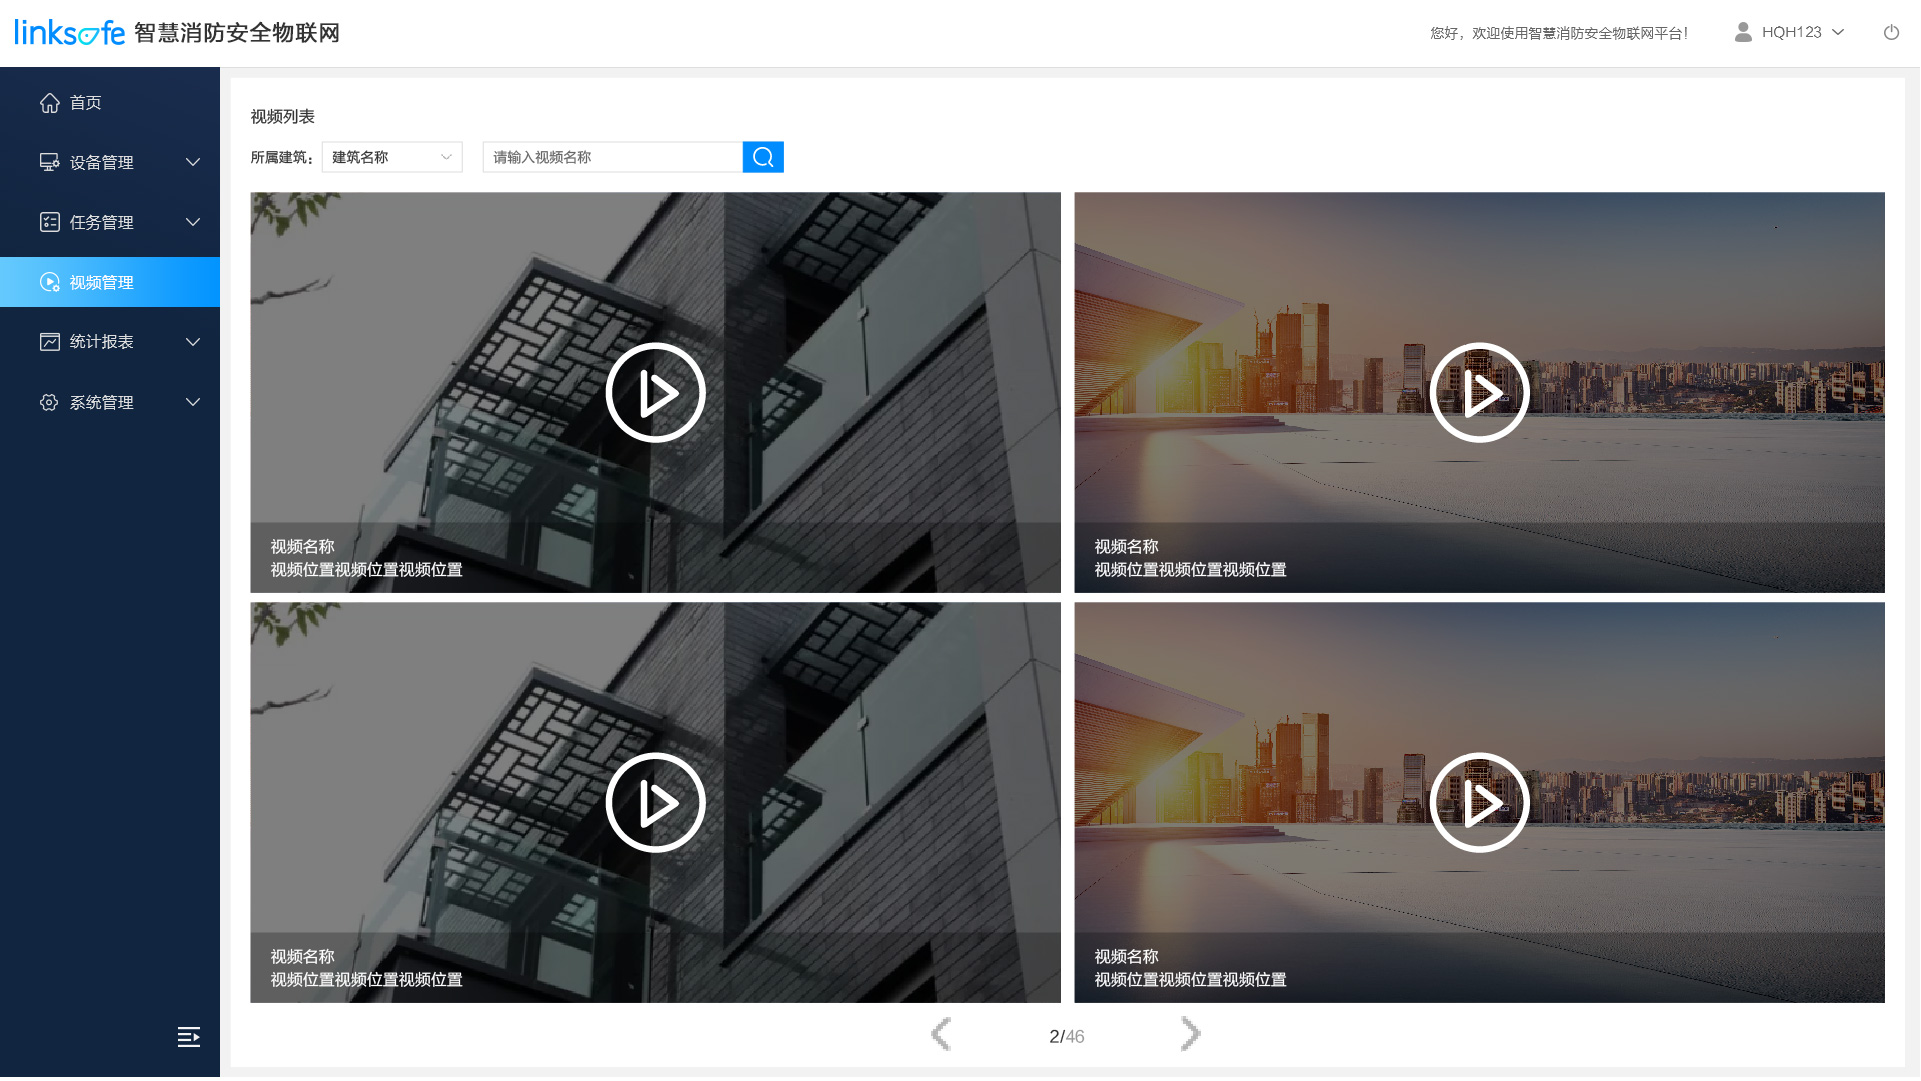 linksafe 智慧消防安全物联网
您好，欢迎使用智慧消防安全物联网平台！
HQH123
首页
设备管理
任务管理
视频管理
统计报表
系统管理
视频列表
所属建筑： 建筑名称 请输入视频名称
视频名称
视频位置视频位置视频位置
视频名称
视频位置视频位置视频位置
视频名称
视频位置视频位置视频位置
视频名称
视频位置视频位置视频位置
2/46